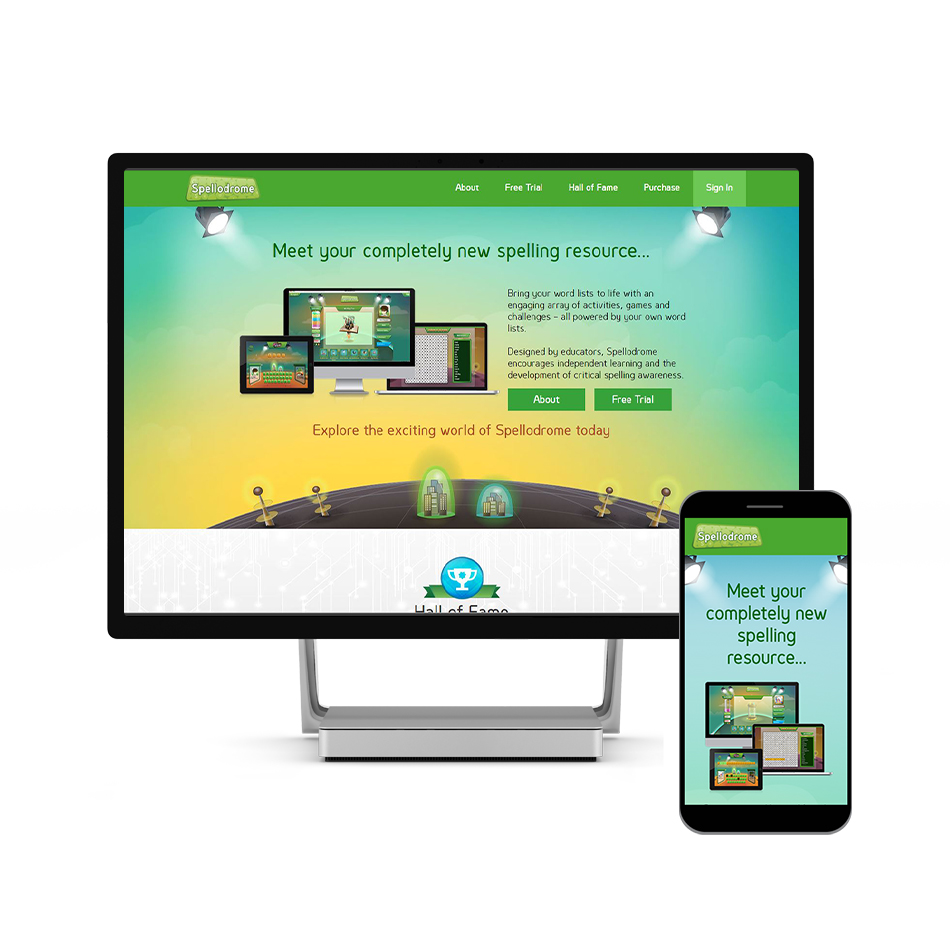 Spellodrome
About Free Trial Hall of Fame Purchase Sign In
Meet your completely new spelling resource...
Bring your word lists to life with an
engaging array of activities, games and
challenges – all powered by your own word
lists.
Designed by educators, Spellodrome
encourages independent learning and the
development of critical spelling awareness.
About Free Trial
Explore the exciting world of Spellodrome today
Hall of Fame
Spellodrome
Meet your
completely new
spelling
resource...